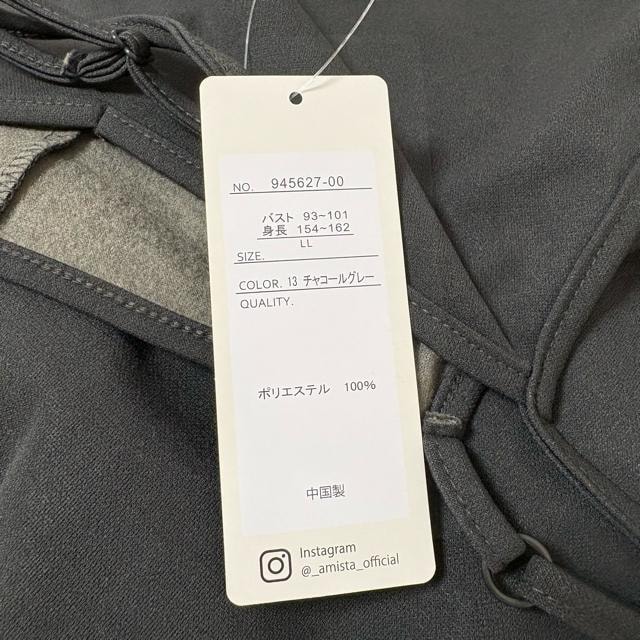 NO. 945627-00
バスト 93~101
身長 154~162
SIZE. LL
COLOR. 13 チャコールグレー
QUALITY.
ポリエステル 100%
中国製
Instagram
@_amista_official